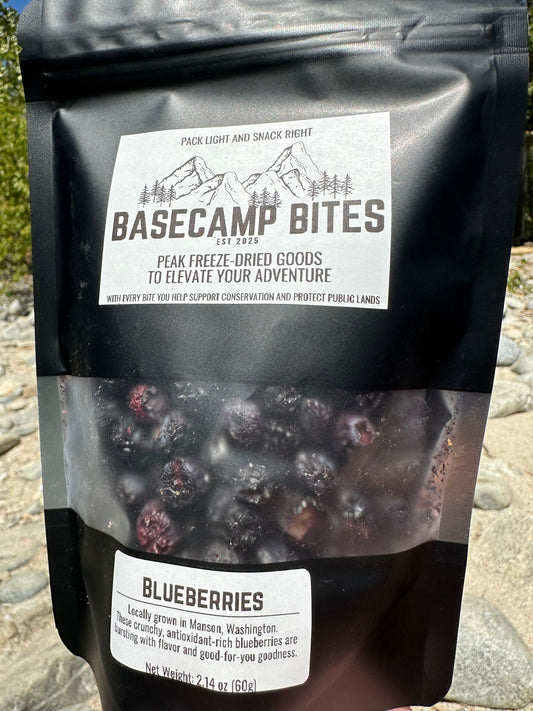 PACK LIGHT AND SNACK RIGHT
BASECAMP BITES
EST 2025
PEAK FREEZE-DRIED GOODS
TO ELEVATE YOUR ADVENTURE
WITH EVERY BITE YOU HELP SUPPORT CONSERVATION AND PROTECT PUBLIC LANDS
BLUEBERRIES
Locally grown in Manson, Washington.
These crunchy, antioxidant-rich blueberries are
bursting with flavor and good-for-you goodness.
Net Weight: 2.14 oz (60g)